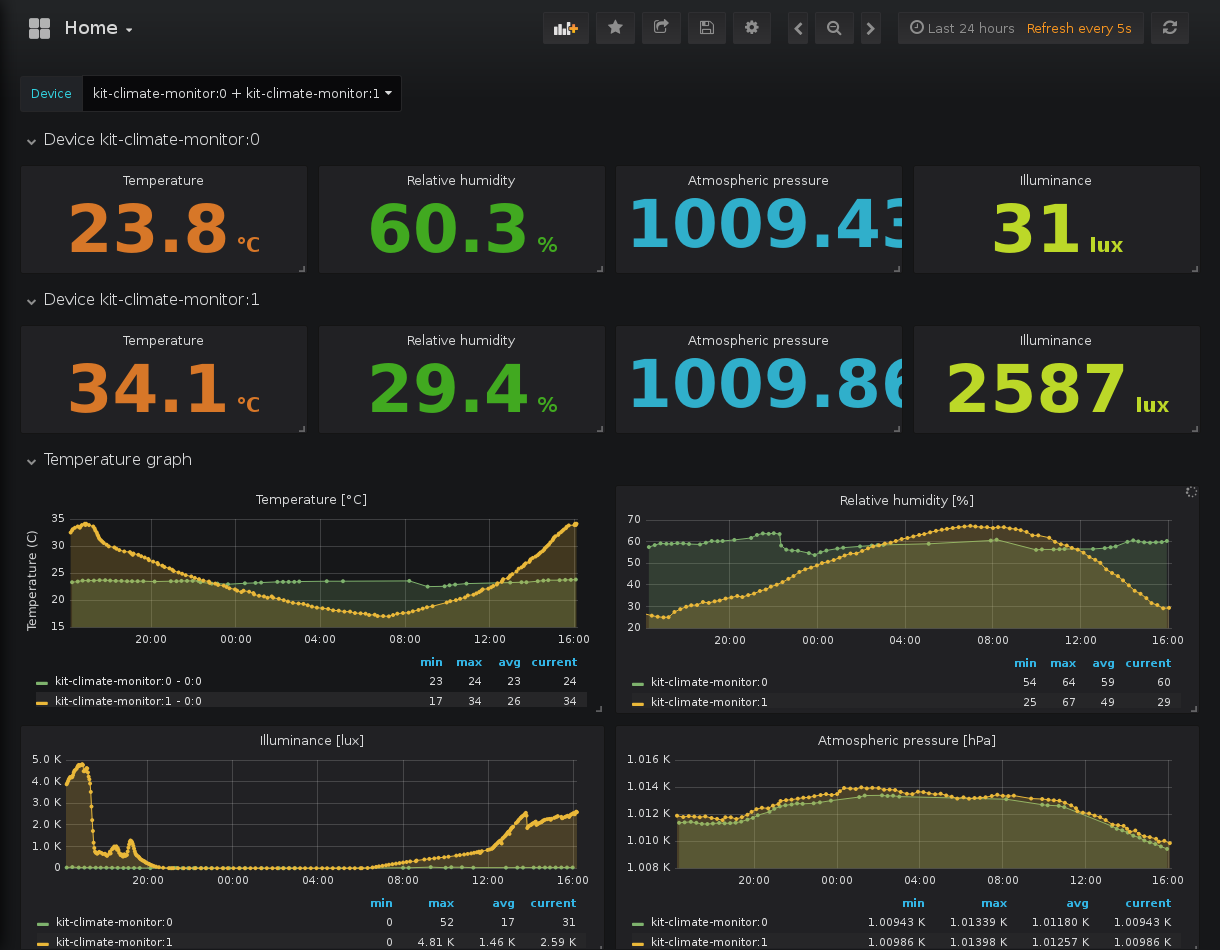 Home
Last 24 hours Refresh every 5s
Device kit-climate-monitor:0 + kit-climate-monitor:1
Device kit-climate-monitor:0
Temperature Relative humidity Atmospheric pressure Illuminance
23.8 °C 60.3 % 1009.43 31 lux
Device kit-climate-monitor:1
Temperature Relative humidity Atmospheric pressure Illuminance
34.1 °C 29.4 % 1009.86 2587 lux
Temperature graph
Temperature [°C]
Temperature (C)
35
30
25
20
15
20:00 00:00 04:00 08:00 12:00 16:00
min max avg current
kit-climate-monitor:0 - 0:0 23 24 23 24
kit-climate-monitor:1 - 0:0 17 34 26 34
Relative humidity [%]
70
60
50
40
30
20
20:00 00:00 04:00 08:00 12:00 16:00
min max avg current
kit-climate-monitor:0 54 64 59 60
kit-climate-monitor:1 25 67 49 29
Illuminance [lux]
5.0 K
4.0 K
3.0 K
2.0 K
1.0 K
0
20:00 00:00 04:00 08:00 12:00 16:00
min max avg current
kit-climate-monitor:0 0 52 17 31
kit-climate-monitor:1 0 4.81 K 1.46 K 2.59 K
Atmospheric pressure [hPa]
1.016 K
1.014 K
1.012 K
1.010 K
1.008 K
20:00 00:00 04:00 08:00 12:00 16:00
min max avg current
kit-climate-monitor:0 1.00943 K 1.01339 K 1.01180 K 1.00943 K
kit-climate-monitor:1 1.00986 K 1.01398 K 1.01257 K 1.00986 K